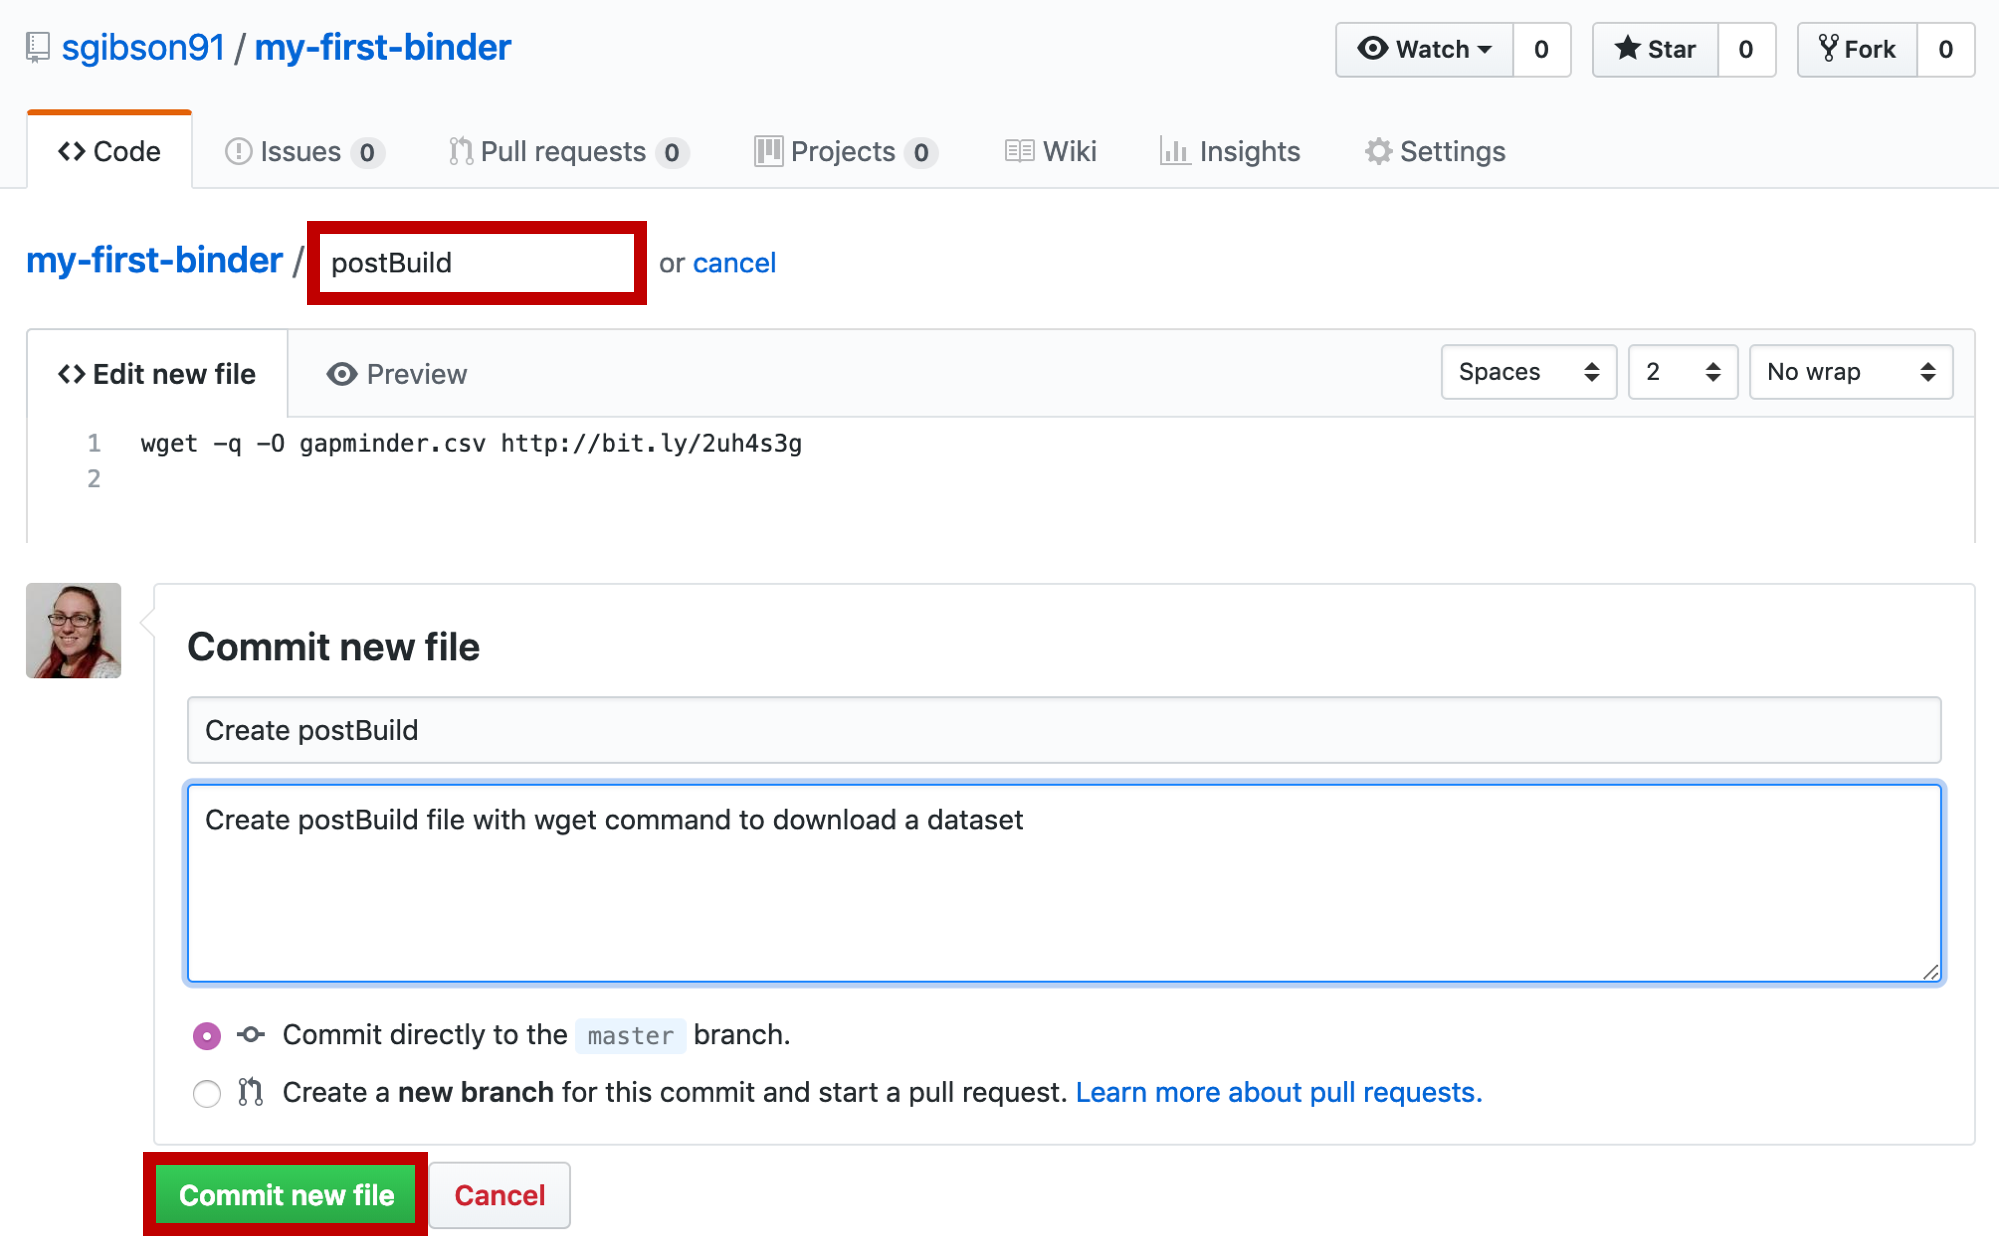 sgibson91 / my-first-binder Watch 0 Star 0 Fork 0
Code Issues 0 Pull requests 0 Projects 0 Wiki Insights Settings
my-first-binder / postBuild or cancel
Edit new file Preview Spaces 2 No wrap
1 wget -q -O gapminder.csv http://bit.ly/2uh4s3g
2
Commit new file
Create postBuild
Create postBuild file with wget command to download a dataset
Commit directly to the master branch.
Create a new branch for this commit and start a pull request. Learn more about pull requests.
Commit new file Cancel